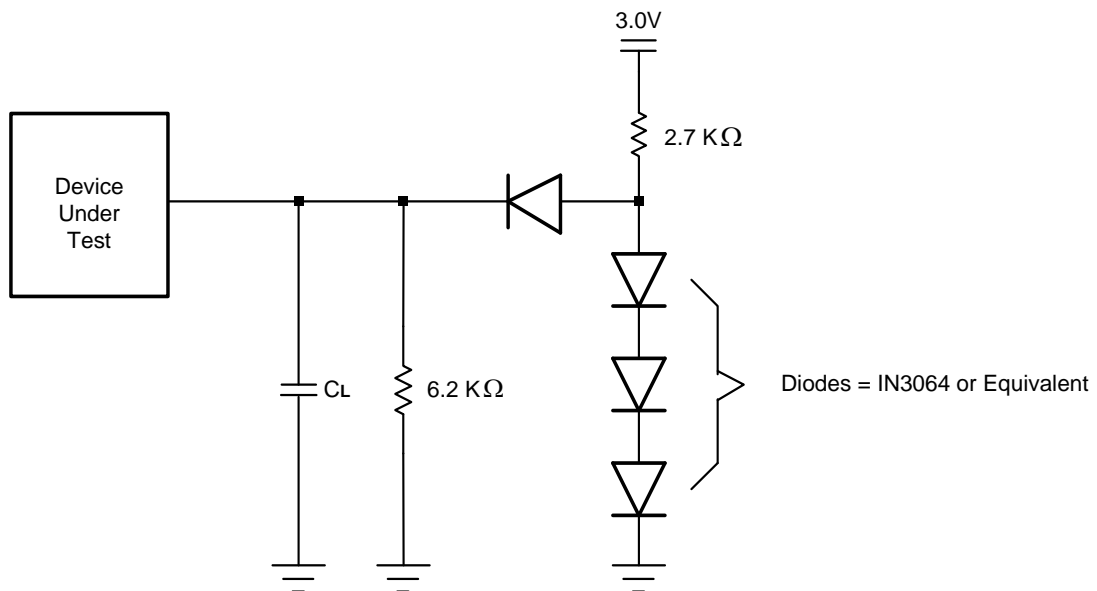 3.0V
2.7 KΩ
Device
Under
Test
CL
6.2 KΩ
Diodes = IN3064 or Equivalent